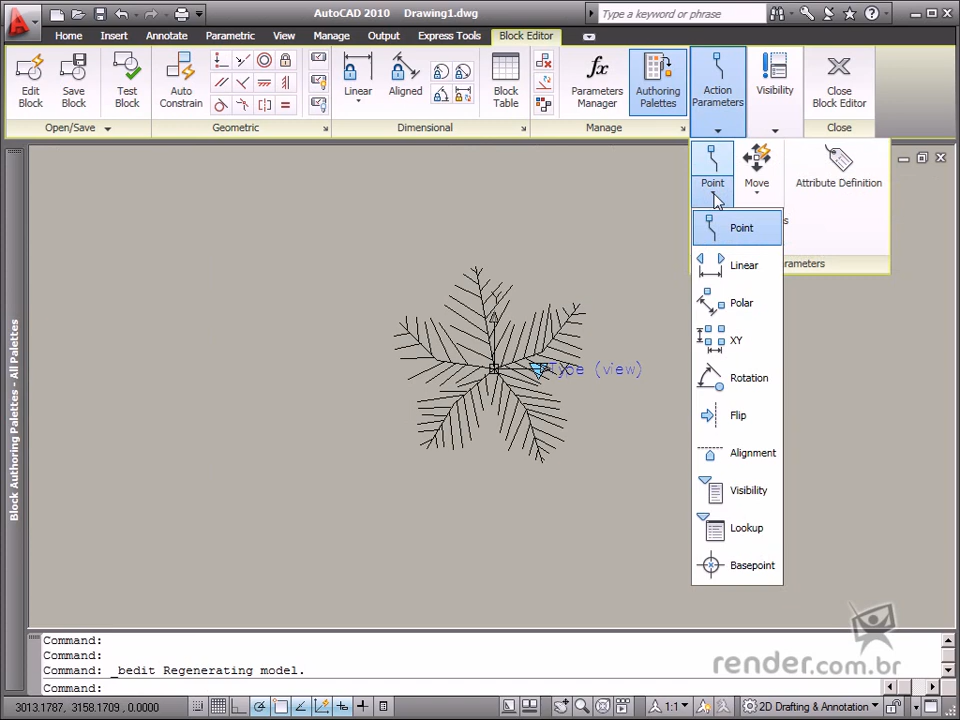 AutoCAD 2010 Drawing1.dwg
Type a keyword or phrase
Home Insert Annotate Parametric View Manage Output Express Tools Block Editor
Edit Block
Save Block
Test Block
Auto Constrain
Linear
Aligned
Block Table
Parameters Manager
Authoring Palettes
Action Parameters
Visibility
Close Block Editor
Open/Save
Geometric
Dimensional
Manage
Close
Point
Move
Attribute Definition
s
rameters
Point
Linear
Polar
XY
Rotation
Flip
Alignment
Visibility
Lookup
Basepoint
Y
Type (view)
Block Authoring Palettes - All Palettes
Command:
Command:
Command: _bedit Regenerating model.
Command:
render.com.br
3013.1787, 3158.1709, 0.0000
1:1
2D Drafting & Annotation